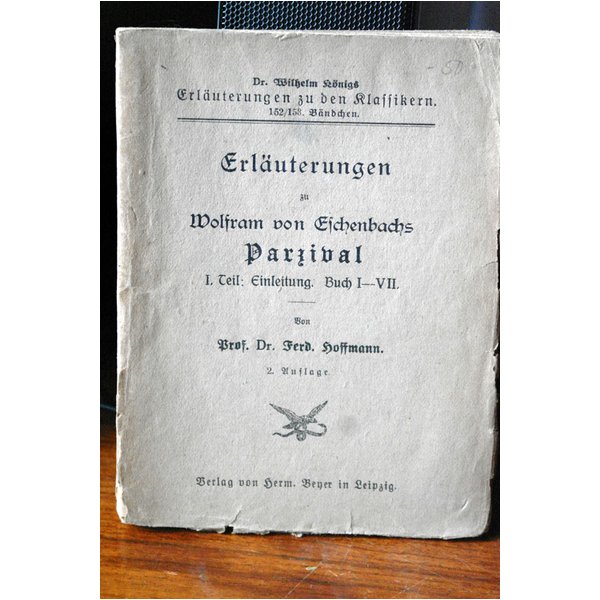 - 50
Dr. Wilhelm Königs
Erläuterungen zu den Klassikern.
152/153. Bändchen.
Erläuterungen
zu
Wolfram von Eschenbachs
Parzival
I. Teil: Einleitung. Buch I—VII.
Von
Prof. Dr. Ferd. Hoffmann.
2. Auflage
Verlag von Herm. Beyer in Leipzig.